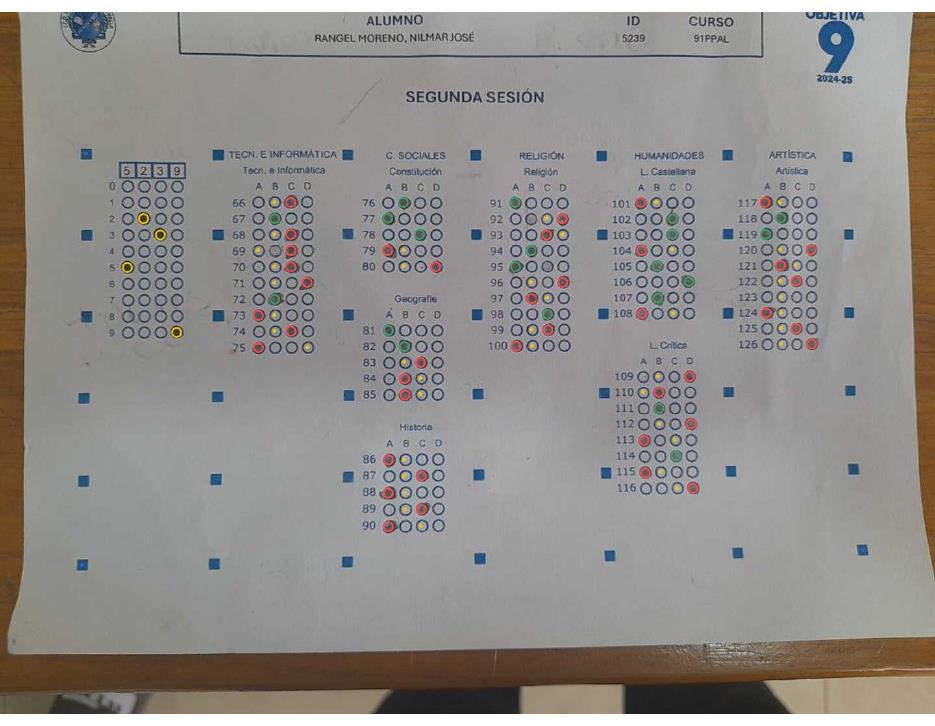 ALUMNO ID CURSO
RANGEL MORENO, NILMAR JOSÉ 5239 91PPAL
OBJETIVA
9
2024-25
SEGUNDA SESIÓN
5 2 3 9
0
1
2
3
4
5
6
7
8
9
TECN. E INFORMÁTICA
Tecn. e Informática
A B C D
66
67
68
69
70
71
72
73
74
75
C. SOCIALES
Constitución
A B C D
76
77
78
79
80
Geografie
A B C D
81
82
83
84
85
Historia
A B C D
86
87
88
89
90
RELIGIÓN
Religión
A B C D
91
92
93
94
95
96
97
98
99
100
HUMANIDADES
L. Castellana
A B C D
101
102
103
104
105
106
107
108
L. Crítica
A B C D
109
110
111
112
113
114
115
116
ARTÍSTICA
Artística
A B C D
117
118
119
120
121
122
123
124
125
126